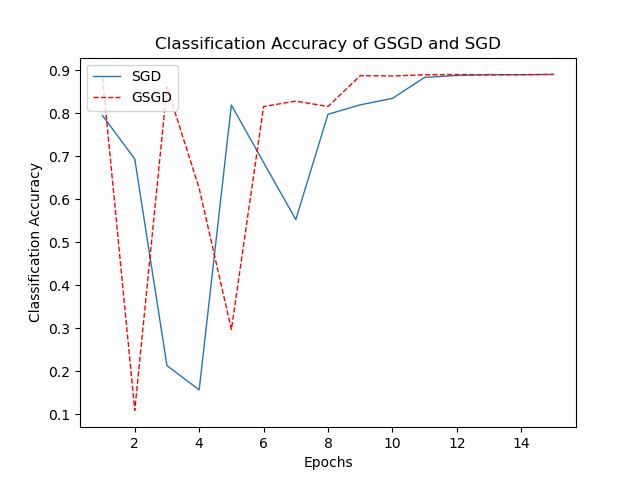 Classification Accuracy of GSGD and SGD
SGD
GSGD
Classification Accuracy
0.9
0.8
0.7
0.6
0.5
0.4
0.3
0.2
0.1
2 4 6 8 10 12 14
Epochs